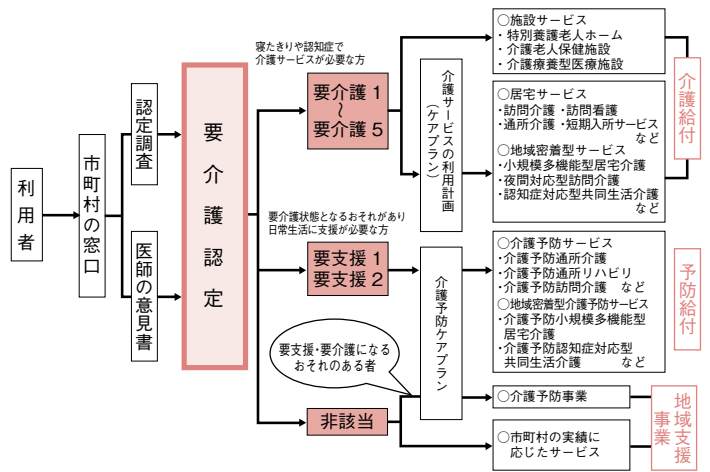 利用者
市町村の窓口
認定調査
医師の意見書
要介護認定
寝たきりや認知症で
介護サービスが必要な方
要介護1
〜
要介護5
要介護状態となるおそれがあり
日常生活に支援が必要な方
要支援1
要支援2
要支援・要介護になる
おそれのある者
非該当
介護サービスの利用計画
(ケアプラン)
介護予防ケアプラン
○施設サービス
・特別養護老人ホーム
・介護老人保健施設
・介護療養型医療施設
○居宅サービス
・訪問介護・訪問看護
・通所介護・短期入所サービス
など
○地域密着型サービス
・小規模多機能型居宅介護
・夜間対応型訪問介護
・認知症対応型共同生活介護
など
介護給付
○介護予防サービス
・介護予防通所介護
・介護予防通所リハビリ
・介護予防訪問介護 など
○地域密着型介護予防サービス
・介護予防小規模多機能型
居宅介護
・介護予防認知症対応型
共同生活介護 など
予防給付
○介護予防事業
○市町村の実績に
応じたサービス
地域支援
事業